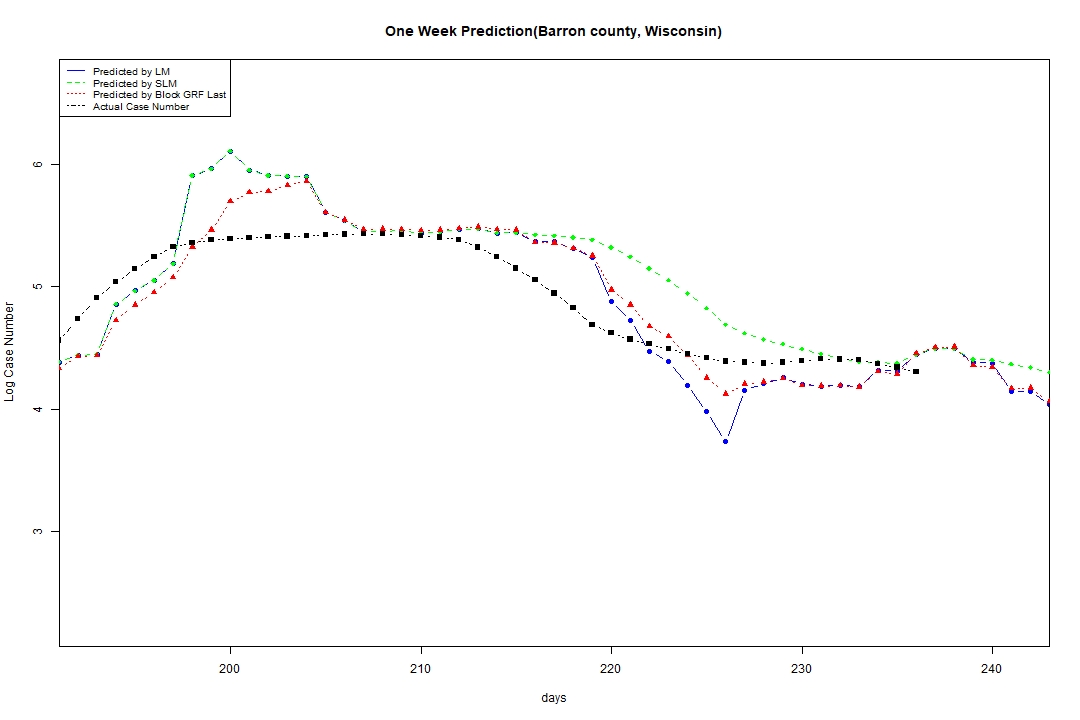 One Week Prediction(Barron county, Wisconsin)
Predicted by LM
Predicted by SLM
Predicted by Block GRF Last
Actual Case Number
6
5
4
3
Log Case Number
200 210 220 230 240
days